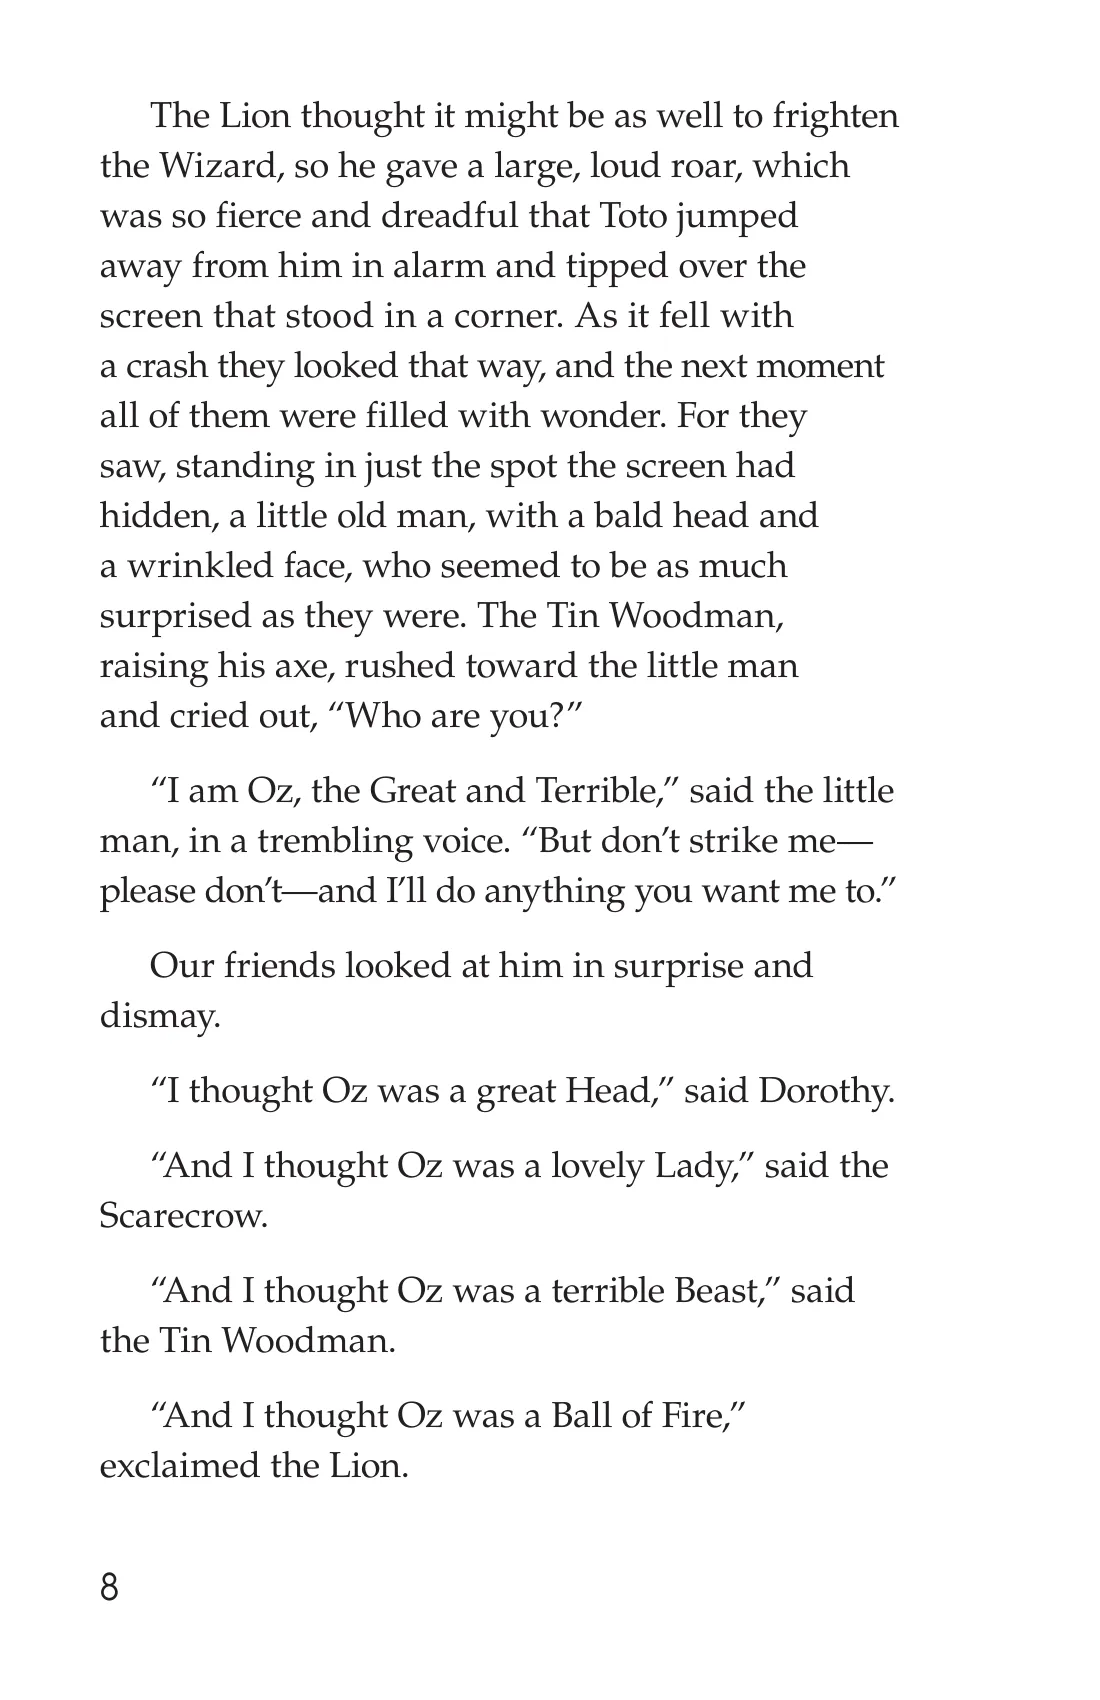 The Lion thought it might be as well to frighten
the Wizard, so he gave a large, loud roar, which
was so fierce and dreadful that Toto jumped
away from him in alarm and tipped over the
screen that stood in a corner. As it fell with
a crash they looked that way, and the next moment
all of them were filled with wonder. For they
saw, standing in just the spot the screen had
hidden, a little old man, with a bald head and
a wrinkled face, who seemed to be as much
surprised as they were. The Tin Woodman,
raising his axe, rushed toward the little man
and cried out, “Who are you?”
“I am Oz, the Great and Terrible,” said the little
man, in a trembling voice. “But don’t strike me—
please don’t—and I’ll do anything you want me to.”
Our friends looked at him in surprise and
dismay.
“I thought Oz was a great Head,” said Dorothy.
“And I thought Oz was a lovely Lady,” said the
Scarecrow.
“And I thought Oz was a terrible Beast,” said
the Tin Woodman.
“And I thought Oz was a Ball of Fire,”
exclaimed the Lion.
8